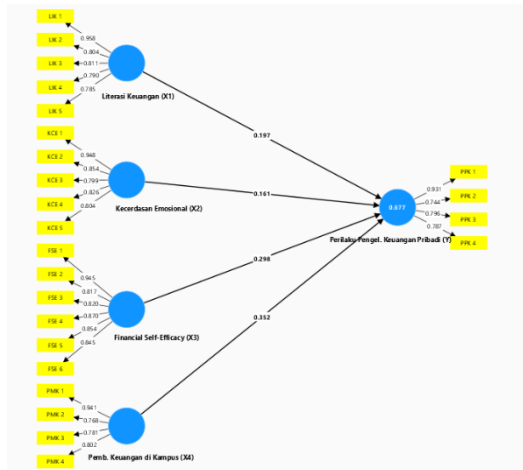 LIK 1
LIK 2
LIK 3
LIK 4
LIK 5
0.958
0.804
0.811
0.790
0.785
Literasi Keuangan (X1)
KCE 1
KCE 2
KCE 3
KCE 4
KCE 5
0.948
0.854
0.799
0.826
0.804
Kecerdasan Emosional (X2)
FSE 1
FSE 2
FSE 3
FSE 4
FSE 5
FSE 6
0.945
0.817
0.820
0.870
0.854
0.845
Financial Self-Efficacy (X3)
PMK 1
PMK 2
PMK 3
PMK 4
0.941
0.768
0.781
0.802
Pemb. Keuangan di Kampus (X4)
0.197
0.161
0.298
0.352
0.677
Perilaku Pengel. Keuangan Pribadi (Y)
0.931
0.744
0.796
0.787
PPK 1
PPK 2
PPK 3
PPK 4